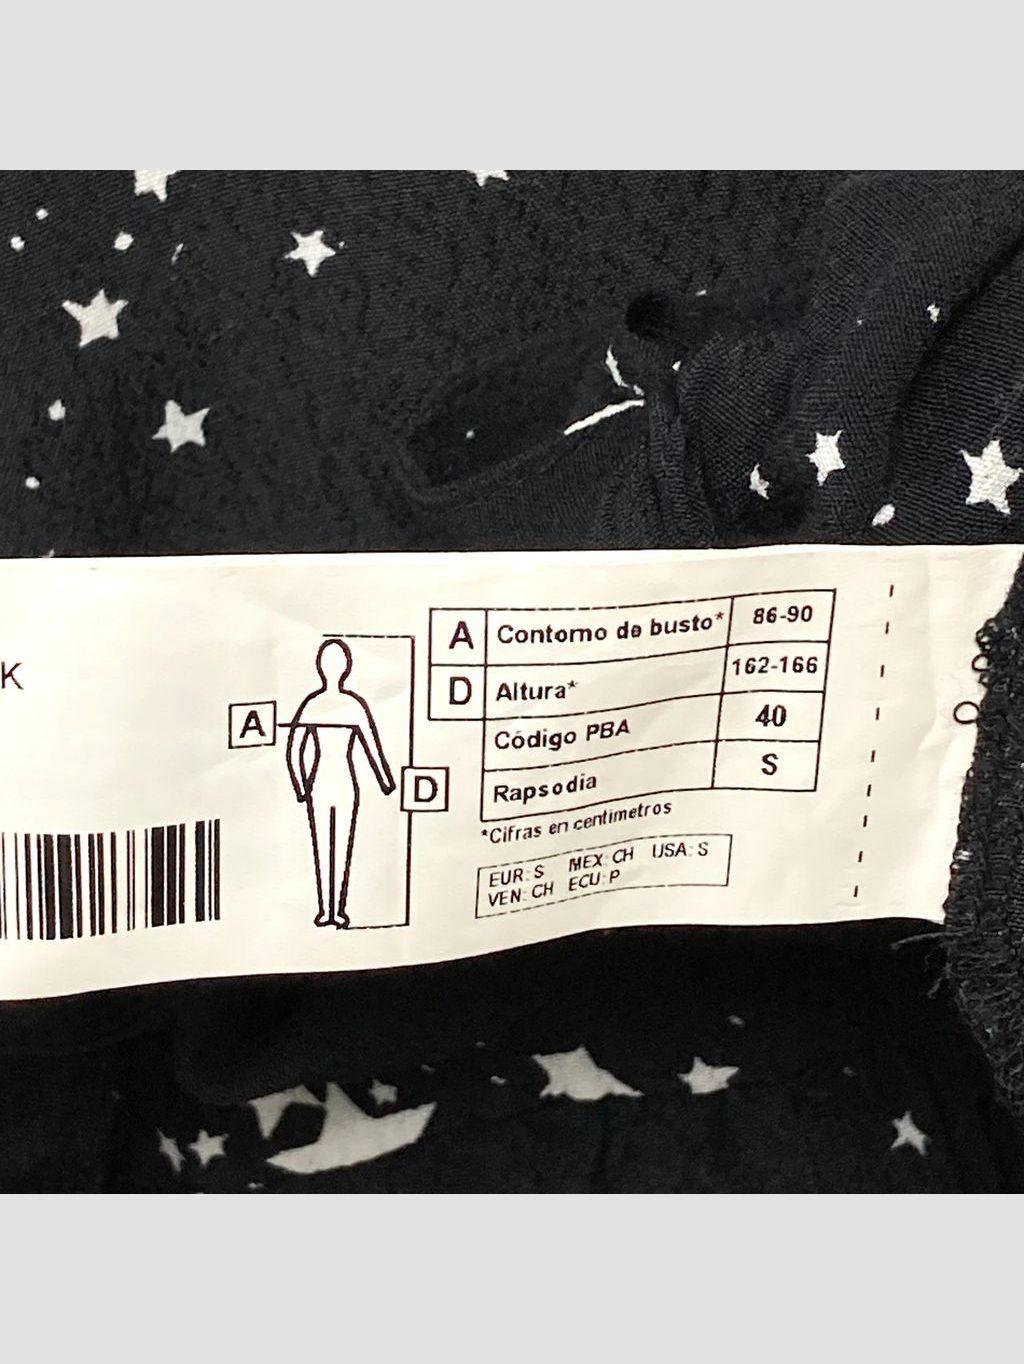 K
A
D
A Contorno de busto* 86-90
D Altura* 162-166
Código PBA 40
Rapsodia S
*Cifras en centimetros
EUR: S MEX: CH USA: S
VEN: CH ECU: P